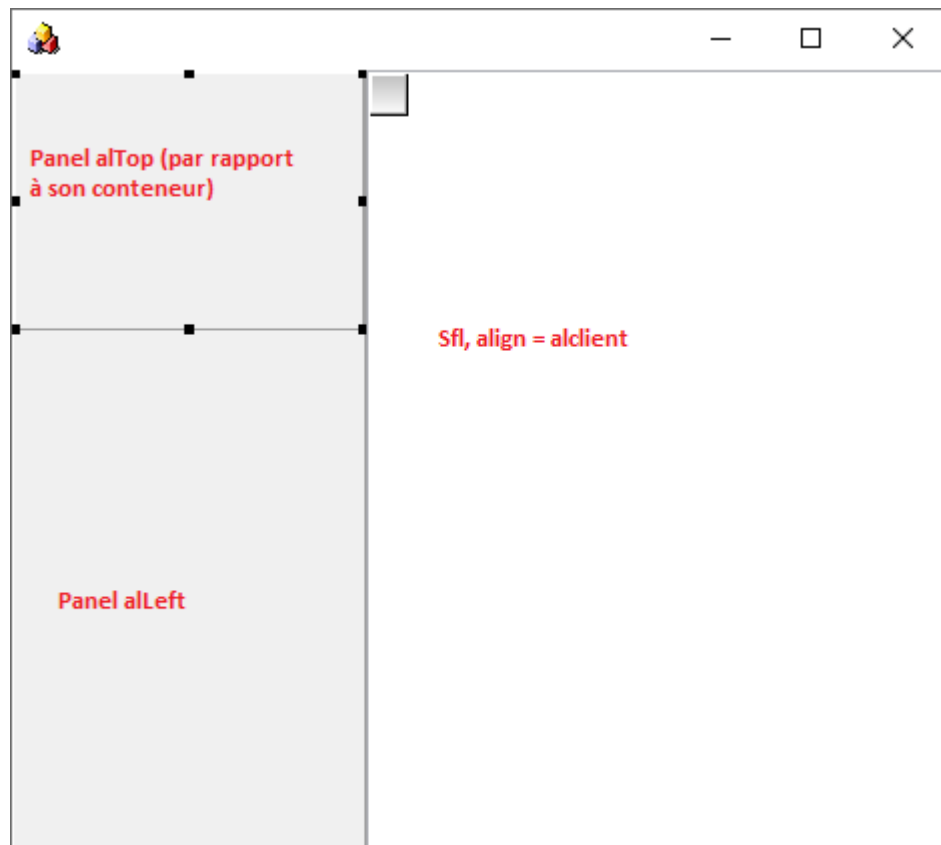 Panel alTop (par rapport
à son conteneur)
Sfl, align = alclient
Panel alLeft